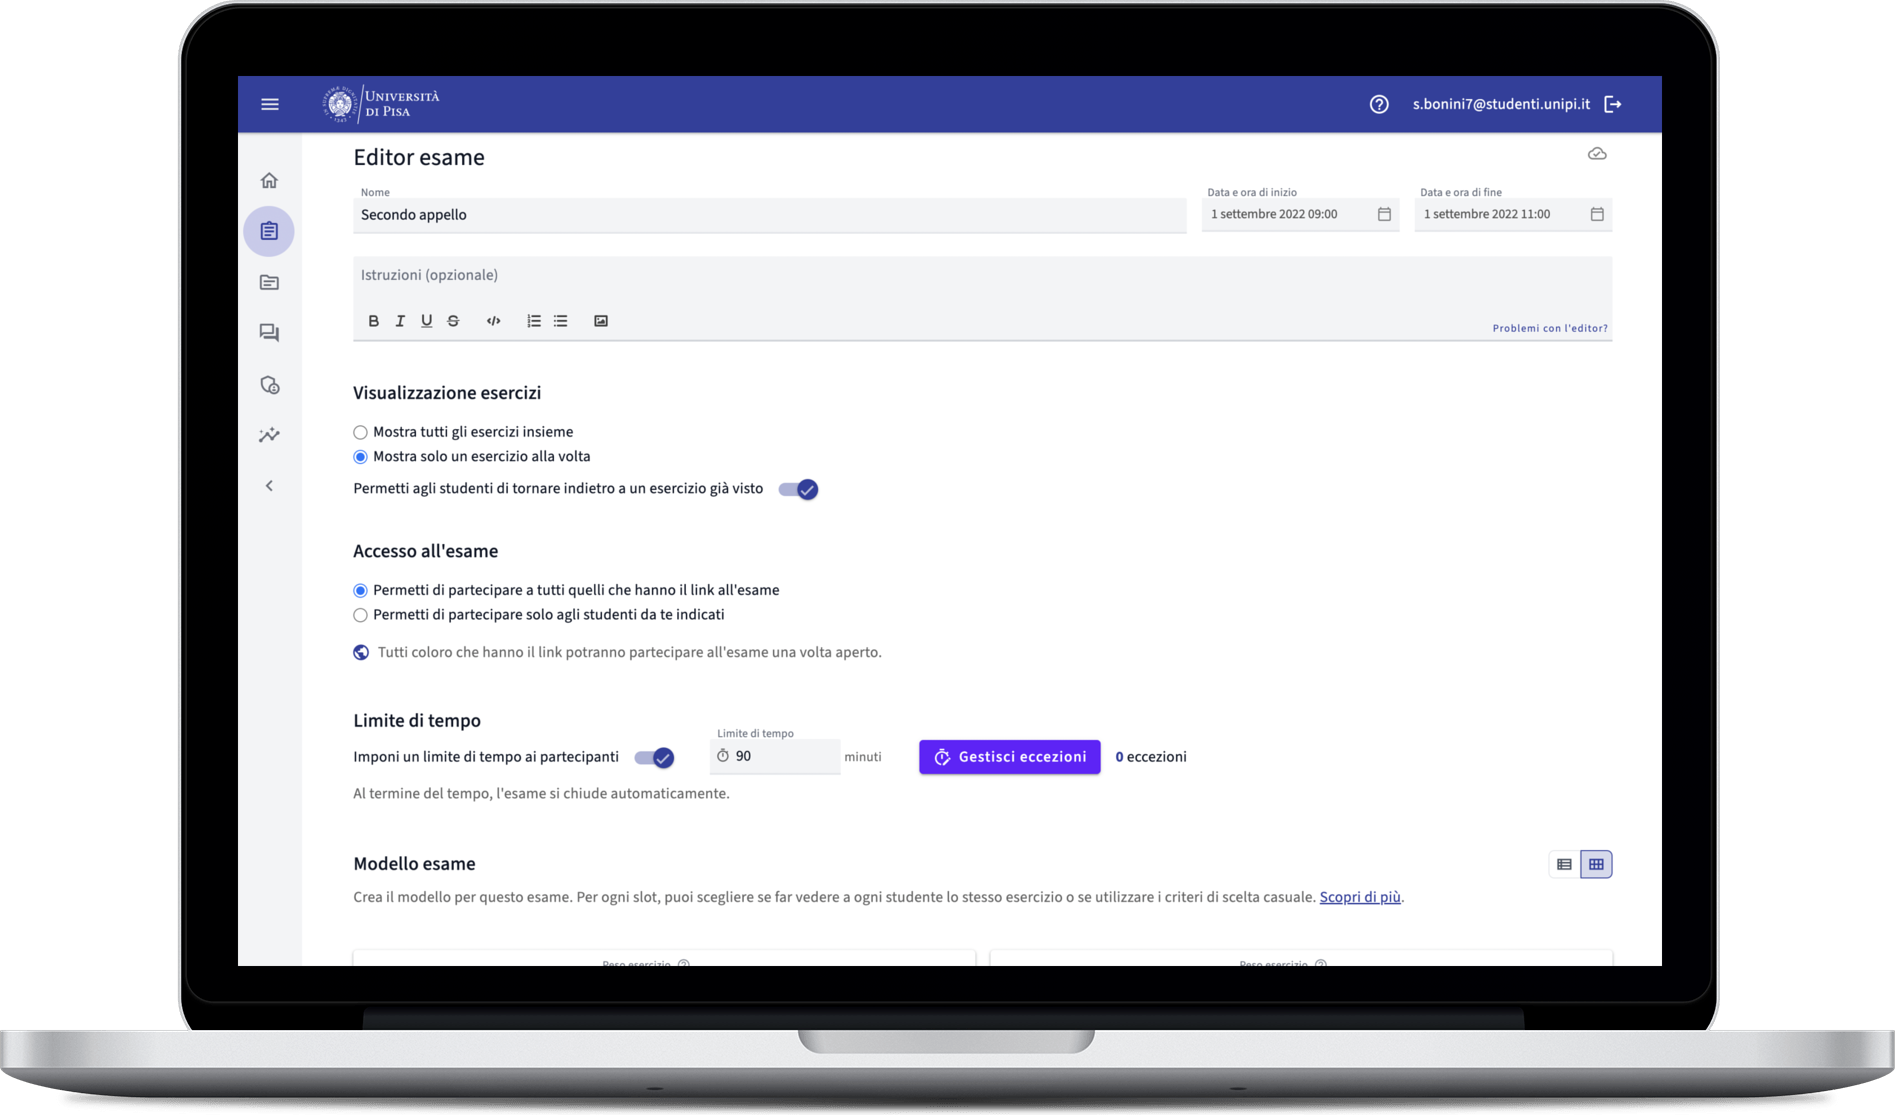 UNIVERSITÀ
DI PISA
s.bonini7@studenti.unipi.it
Editor esame
Nome
Secondo appello
Data e ora di inizio
1 settembre 2022 09:00
Data e ora di fine
1 settembre 2022 11:00
Istruzioni (opzionale)
B I U S
Problemi con l'editor?
Visualizzazione esercizi
Mostra tutti gli esercizi insieme
Mostra solo un esercizio alla volta
Permetti agli studenti di tornare indietro a un esercizio già visto
Accesso all'esame
Permetti di partecipare a tutti quelli che hanno il link all'esame
Permetti di partecipare solo agli studenti da te indicati
Tutti coloro che hanno il link potranno partecipare all'esame una volta aperto.
Limite di tempo
Imponi un limite di tempo ai partecipanti
Limite di tempo
90
minuti
Gestisci eccezioni
0 eccezioni
Al termine del tempo, l'esame si chiude automaticamente.
Modello esame
Crea il modello per questo esame. Per ogni slot, puoi scegliere se far vedere a ogni studente lo stesso esercizio o se utilizzare i criteri di scelta casuale. Scopri di più.
Peso esercizio
Peso esercizio